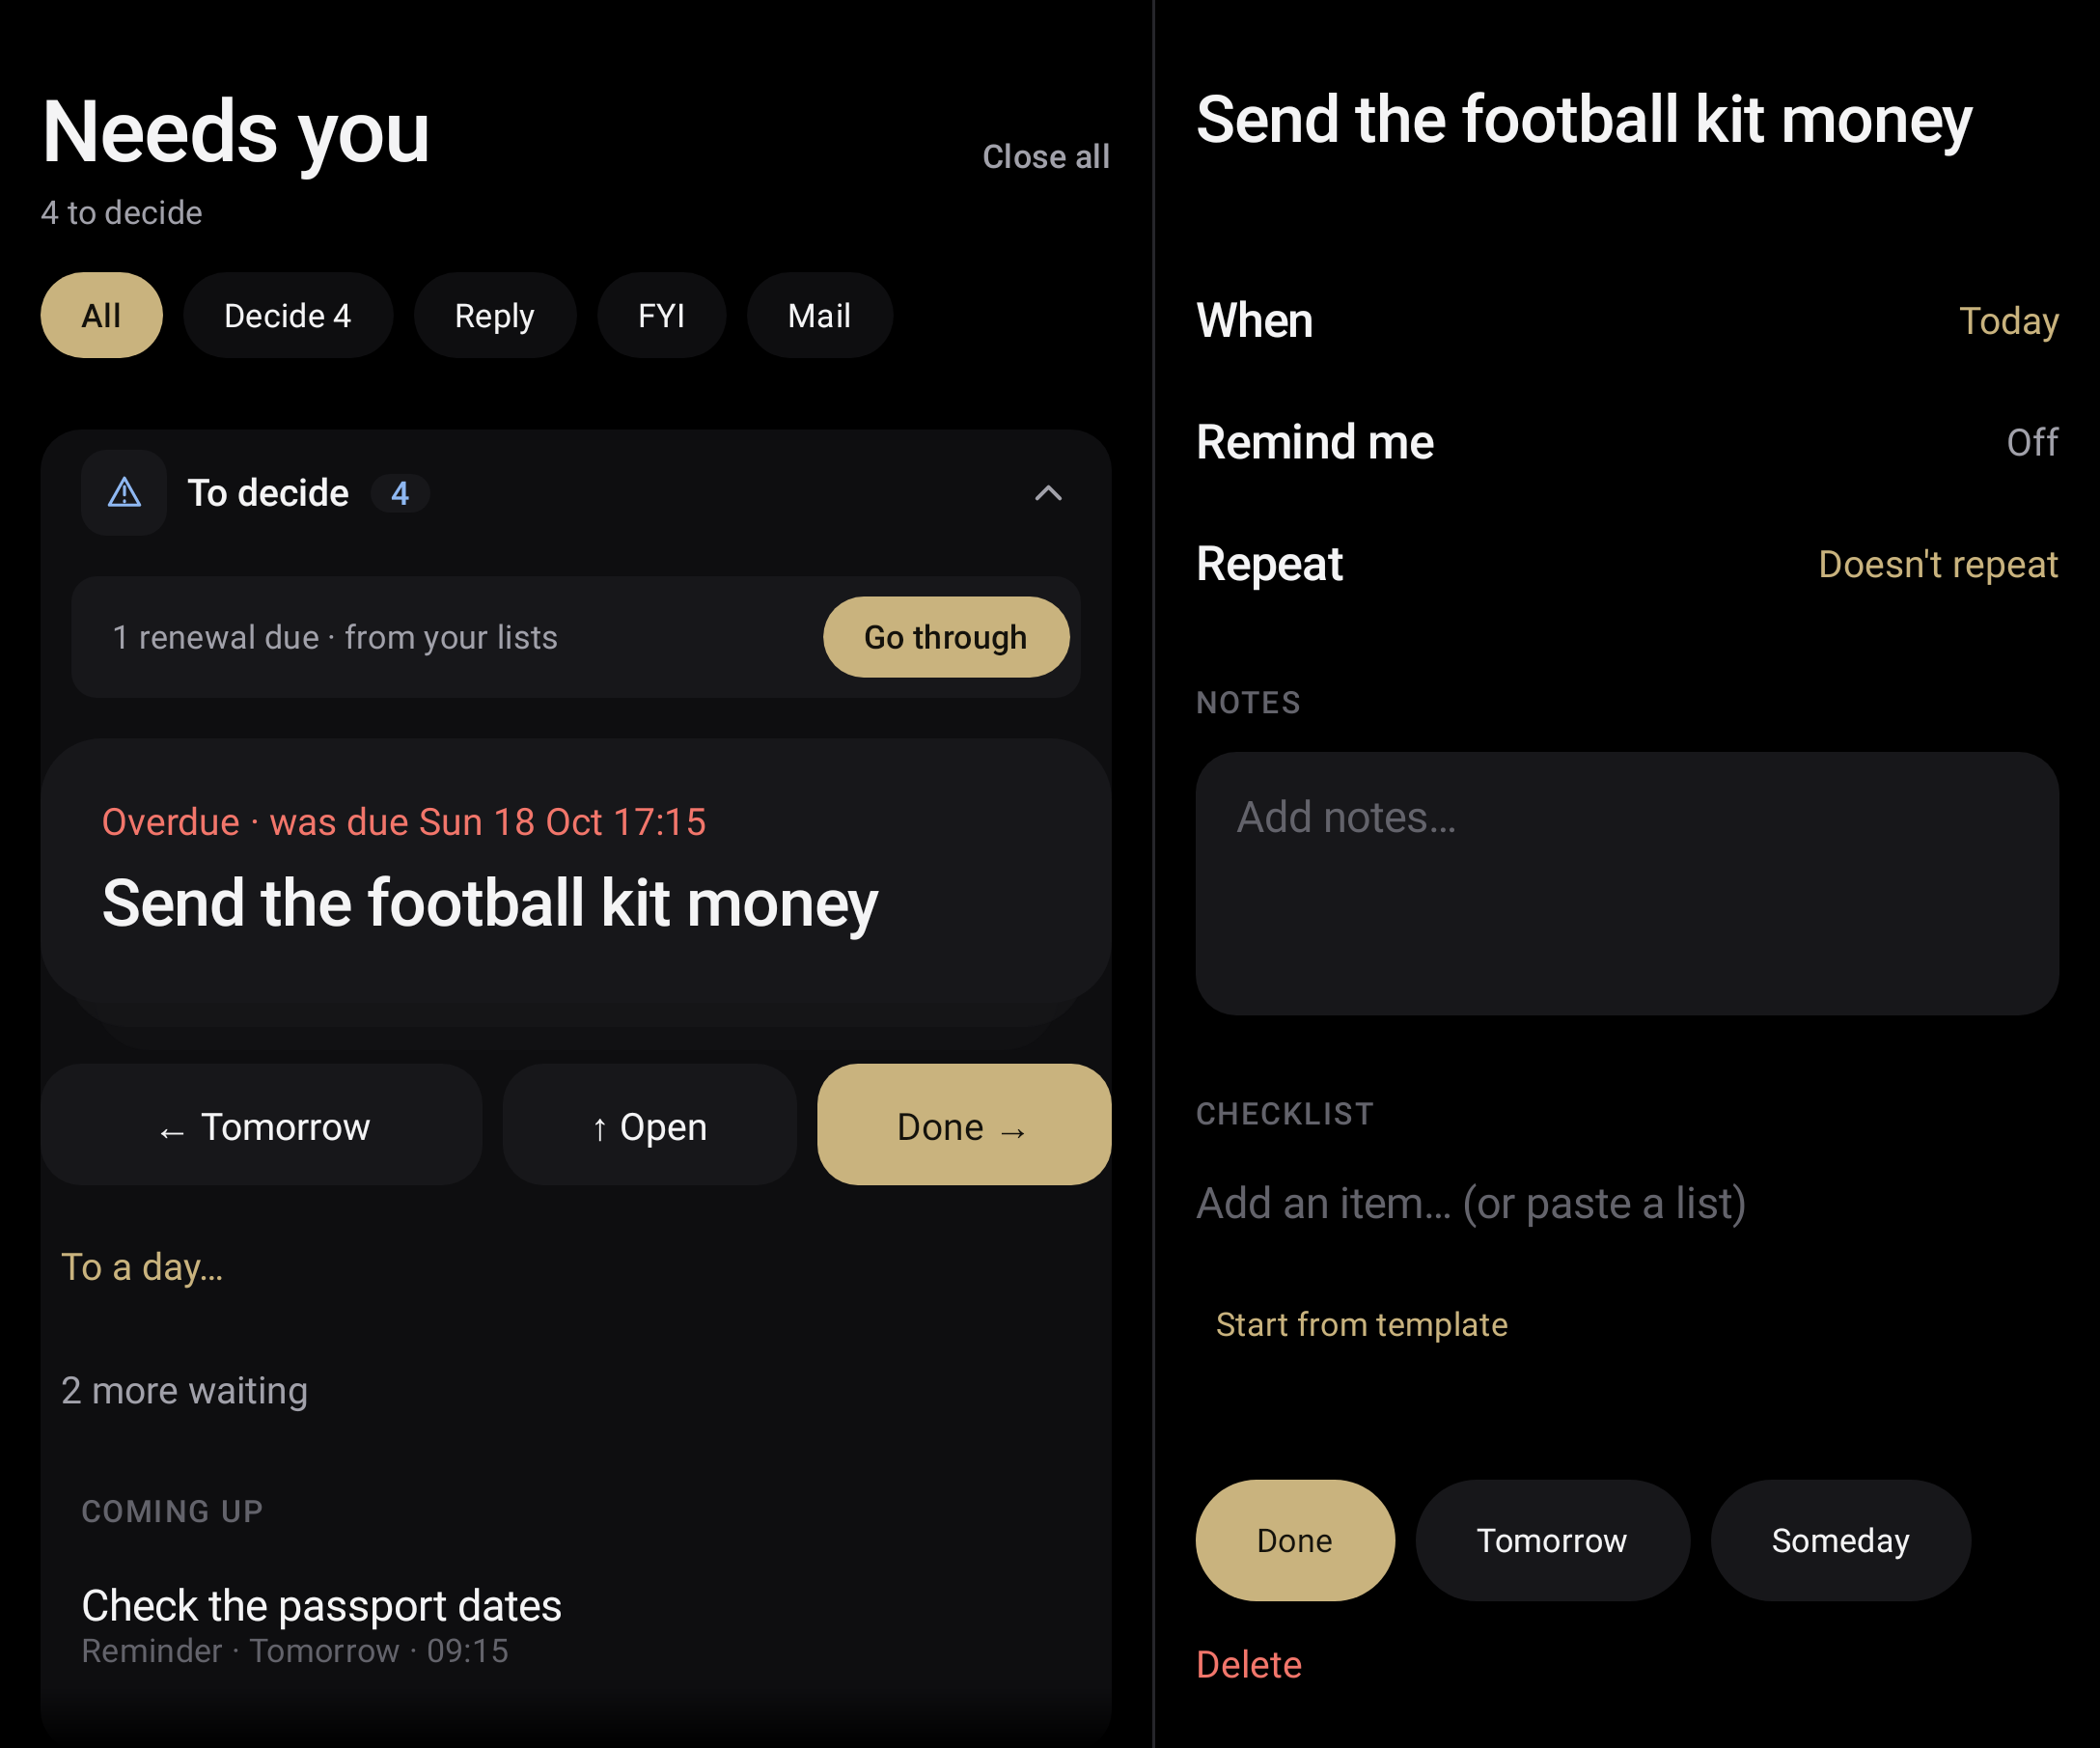 Needs you
Close all
4 to decide
All
Decide 4
Reply
FYI
Mail
To decide 4
1 renewal due · from your lists
Go through
Overdue · was due Sun 18 Oct 17:15
Send the football kit money
← Tomorrow
↑ Open
Done →
To a day...
2 more waiting
COMING UP
Check the passport dates
Reminder · Tomorrow · 09:15
Send the football kit money
When Today
Remind me Off
Repeat Doesn't repeat
NOTES
Add notes...
CHECKLIST
Add an item... (or paste a list)
Start from template
Done
Tomorrow
Someday
Delete